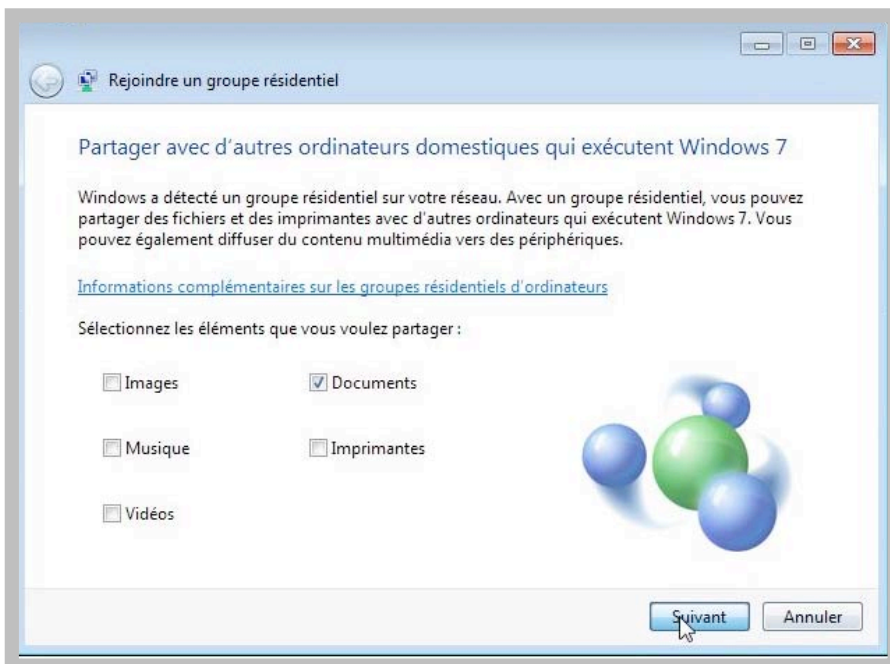 Rejoindre un groupe résidentiel
Partager avec d'autres ordinateurs domestiques qui exécutent Windows 7
Windows a détecté un groupe résidentiel sur votre réseau. Avec un groupe résidentiel, vous pouvez
partager des fichiers et des imprimantes avec d'autres ordinateurs qui exécutent Windows 7. Vous
pouvez également diffuser du contenu multimédia vers des périphériques.
Informations complémentaires sur les groupes résidentiels d'ordinateurs
Sélectionnez les éléments que vous voulez partager :
Images Documents
Musique Imprimantes
Vidéos
Suivant Annuler